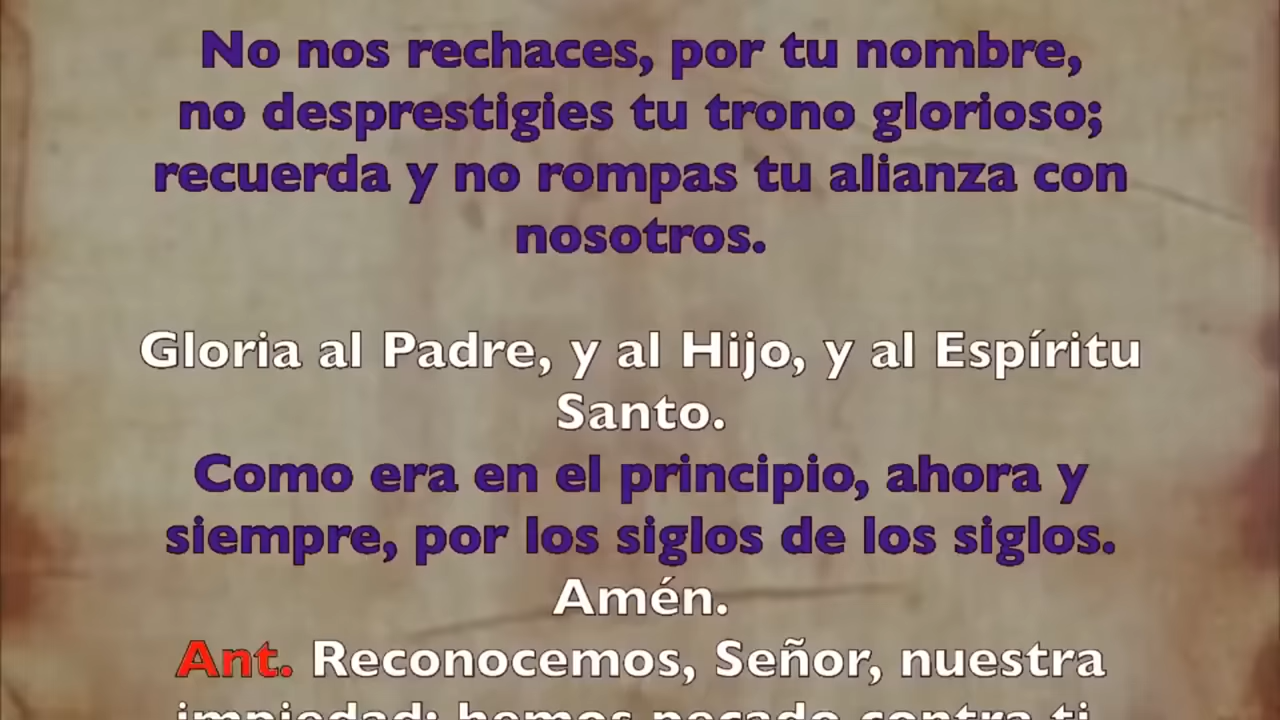 No nos rechaces, por tu nombre,
no desprestigies tu trono glorioso;
recuerda y no rompas tu alianza con
nosotros.
Gloria al Padre, y al Hijo, y al Espíritu
Santo.
Como era en el principio, ahora y
siempre, por los siglos de los siglos.
Amén.
Ant. Reconocemos, Señor, nuestra
impiedad; hemos pecado contra ti